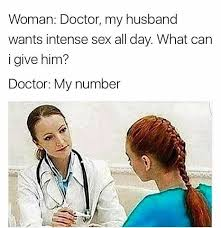 Woman: Doctor, my husband
wants intense sex all day. What can
i give him?
Doctor: My number